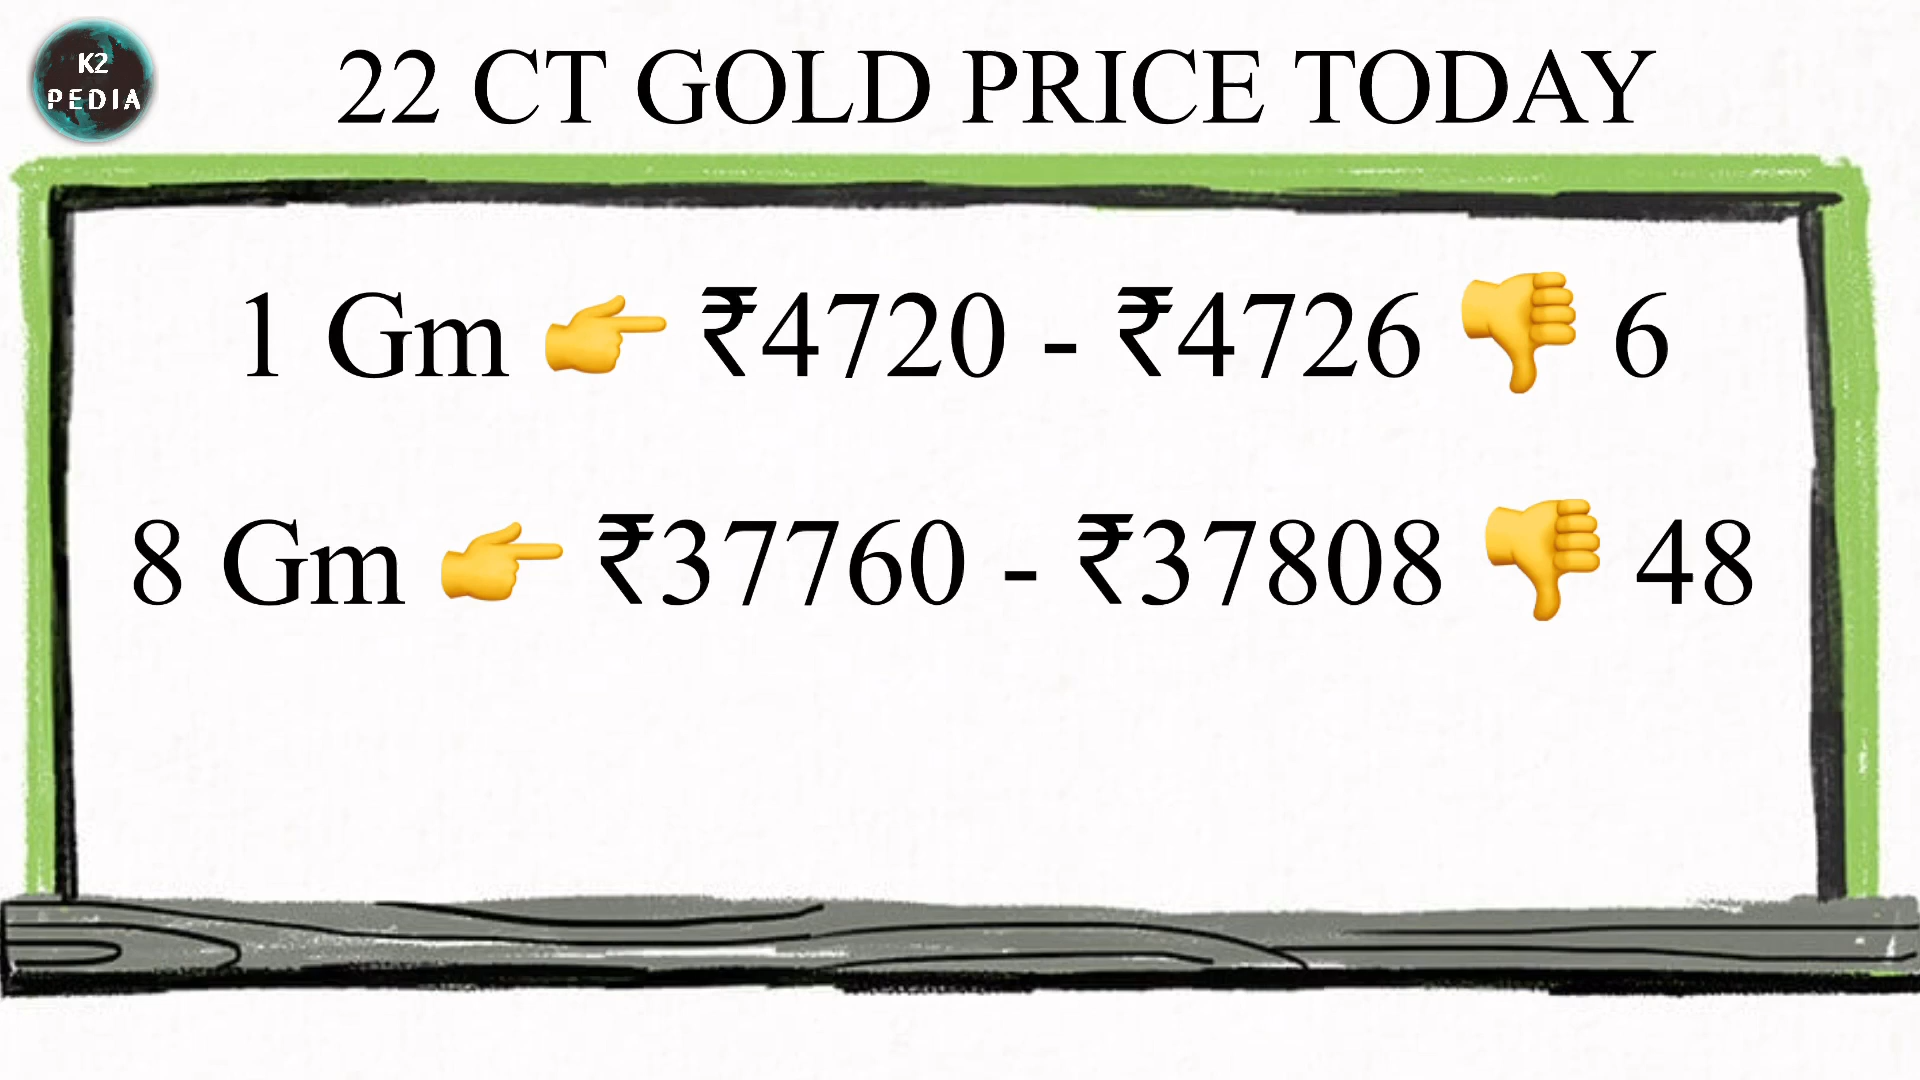 K2
PEDIA
22 CT GOLD PRICE TODAY
1 Gm 👉 ₹4720 - ₹4726 👎 6
8 Gm 👉 ₹37760 - ₹37808 👎 48